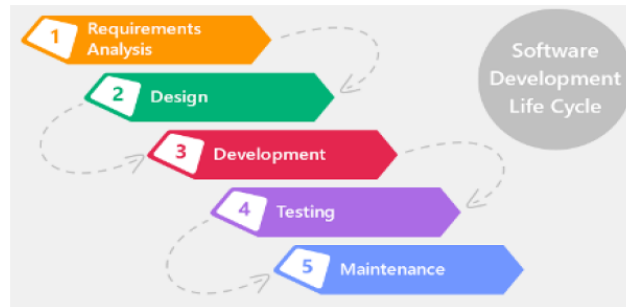 1
Requirements
Analysis
2
Design
3
Development
4
Testing
5
Maintenance
Software
Development
Life Cycle